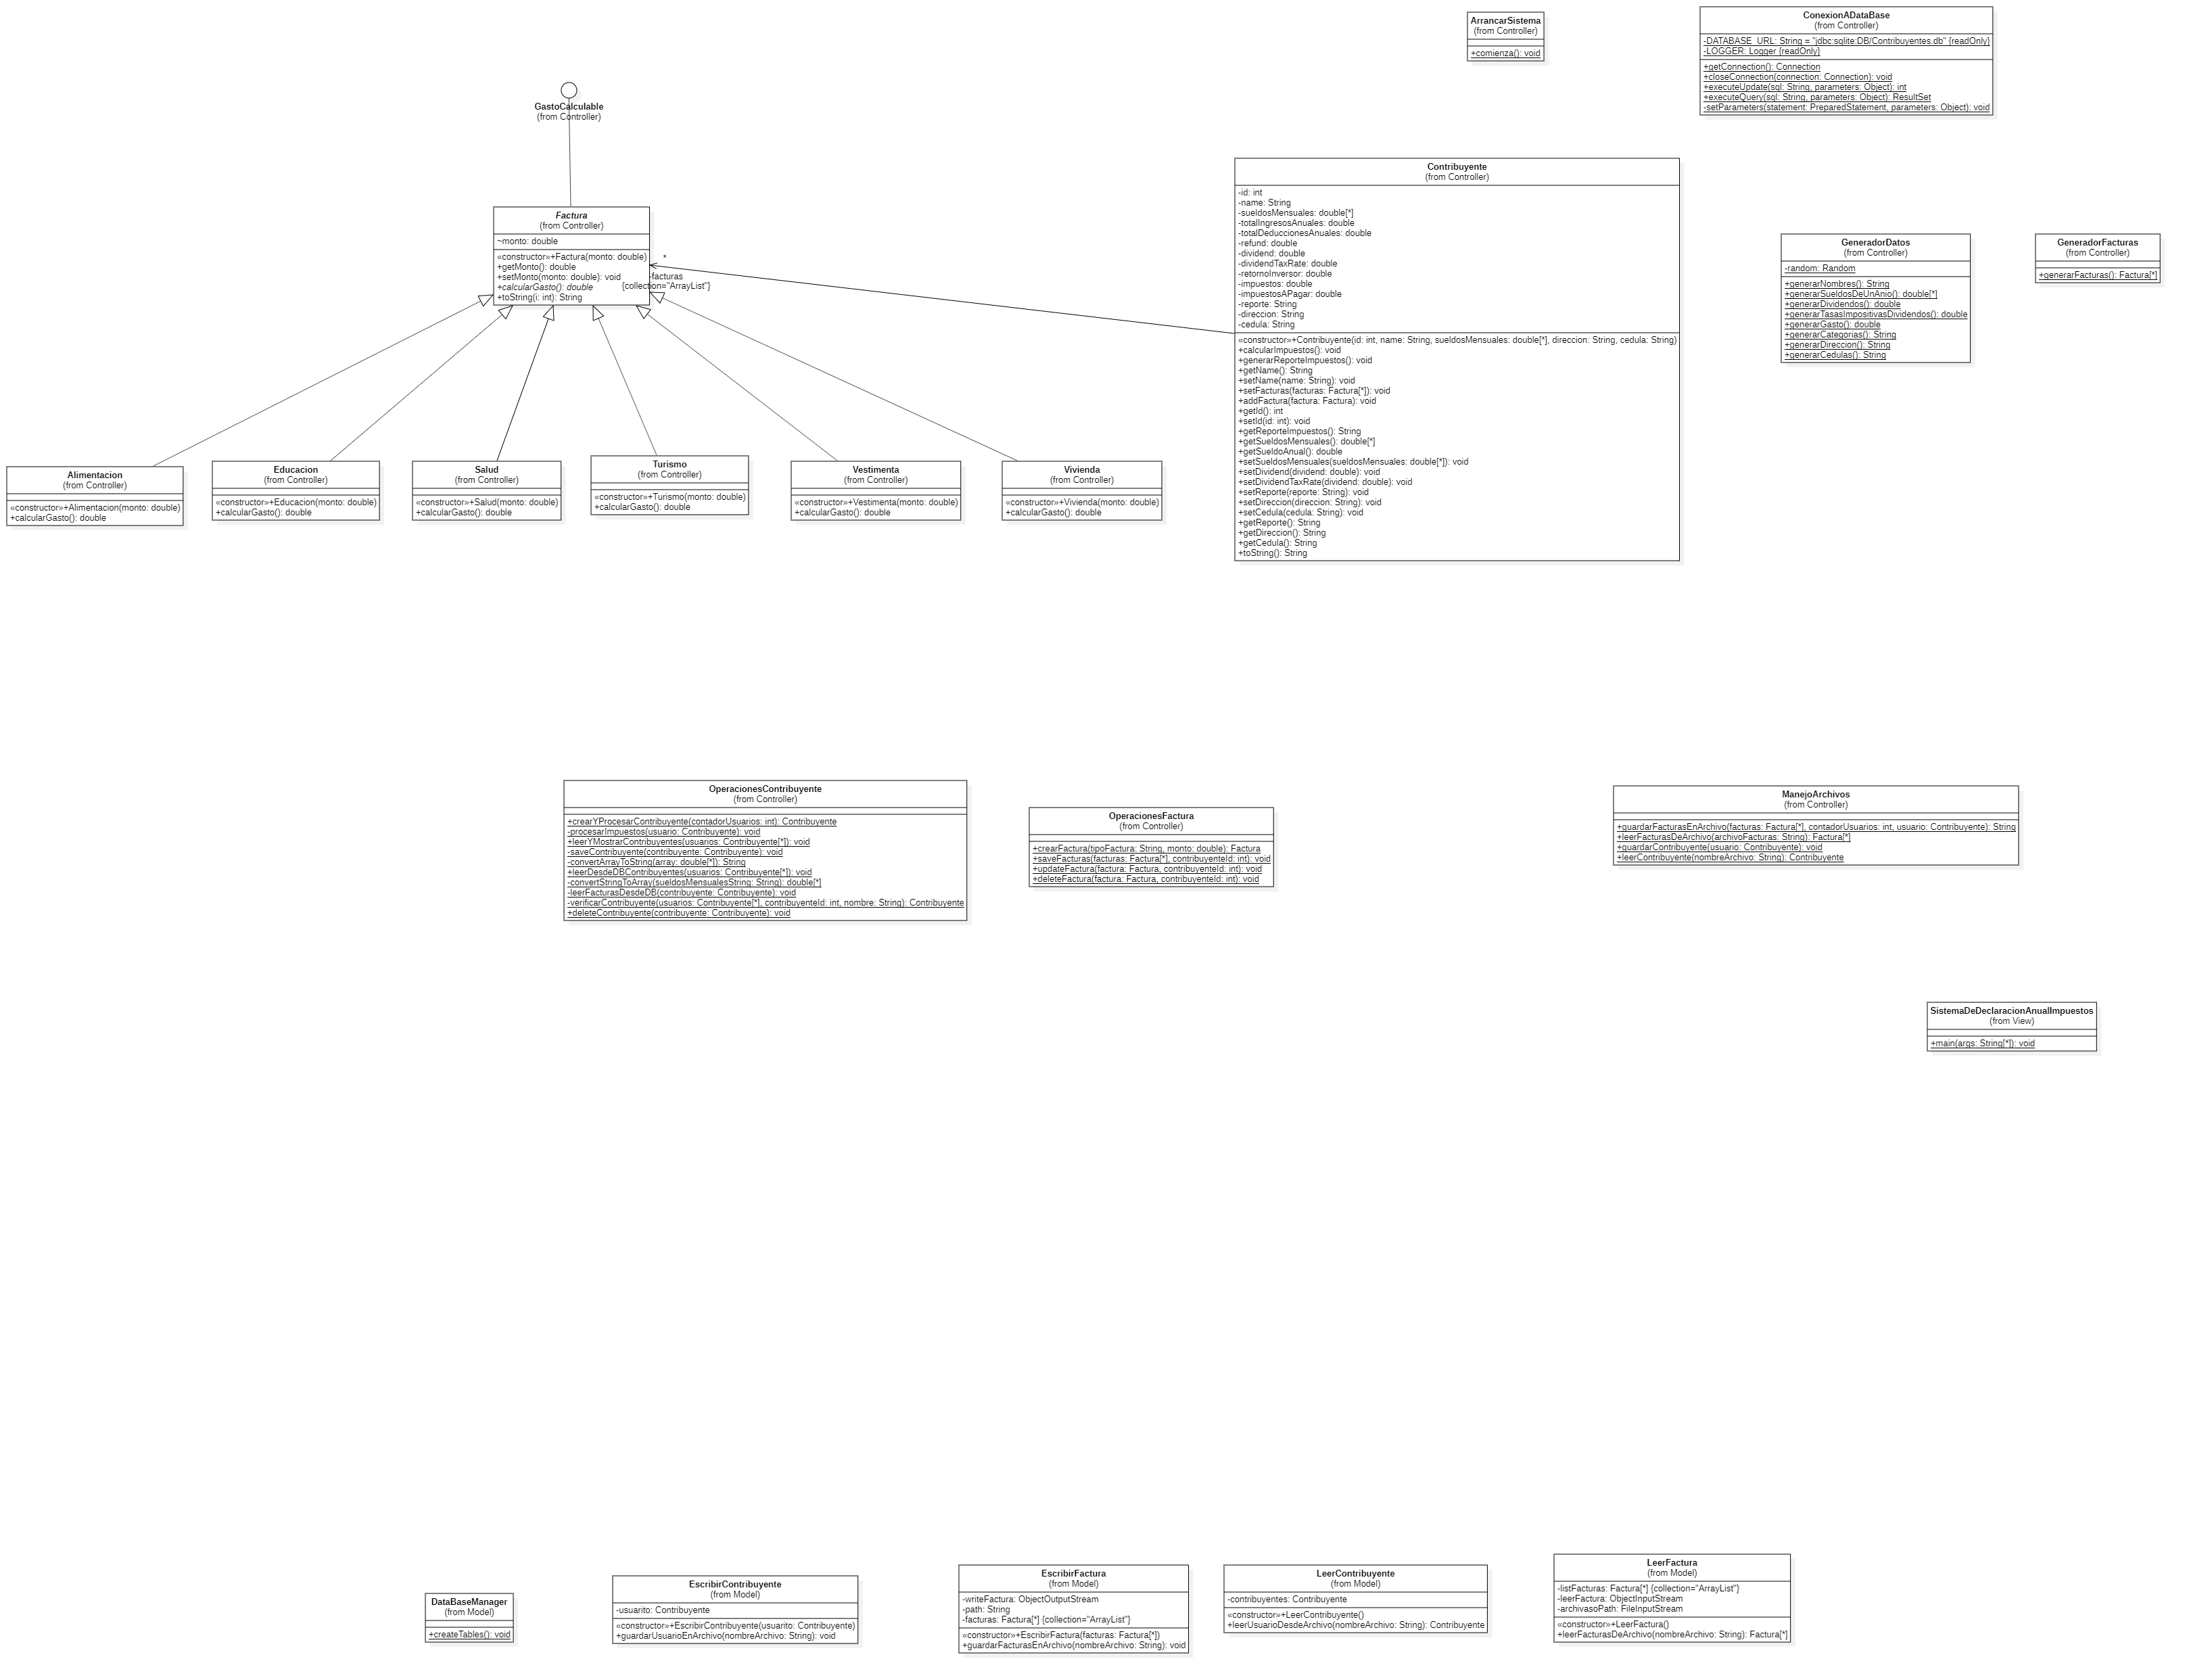 ArrancarSistema
(from Controller)
+comienza(): void
ConexionADataBase
(from Controller)
-DATABASE_URL: String = "jdbc:sqlite:DB/Contribuyentes.db" {readOnly}
-LOGGER: Logger {readOnly}
+getConnection(): Connection
+closeConnection(connection: Connection): void
+executeUpdate(sql: String, parameters: Object): int
+executeQuery(sql: String, parameters: Object): ResultSet
-setParameters(statement: PreparedStatement, parameters: Object): void
GastoCalculable
(from Controller)
Factura
(from Controller)
~monto: double
«constructor»+Factura(monto: double)
+getMonto(): double
+setMonto(monto: double): void
+calcularGasto(): double
+toString(i: int): String
*
-facturas
{collection="ArrayList"}
Contribuyente
(from Controller)
-id: int
-name: String
-sueldosMensuales: double[*]
-totalIngresosAnuales: double
-totalDeduccionesAnuales: double
-refund: double
-dividend: double
-dividendTaxRate: double
-retornoInversor: double
-impuestos: double
-impuestosAPagar: double
-reporte: String
-direccion: String
-cedula: String
«constructor»+Contribuyente(id: int, name: String, sueldosMensuales: double[*], direccion: String, cedula: String)
+calcularImpuestos(): void
+generarReporteImpuestos(): void
+getName(): String
+setName(name: String): void
+setFacturas(facturas: Factura[*]): void
+addFactura(factura: Factura): void
+getId(): int
+setId(id: int): void
+getReporteImpuestos(): String
+getSueldosMensuales(): double[*]
+getSueldoAnual(): double
+setSueldosMensuales(sueldosMensuales: double[*]): void
+setDividend(dividend: double): void
+setDividendTaxRate(dividend: double): void
+setReporte(reporte: String): void
+setDireccion(direccion: String): void
+setCedula(cedula: String): void
+getReporte(): String
+getDireccion(): String
+getCedula(): String
+toString(): String
GeneradorDatos
(from Controller)
-random: Random
+generarNombres(): String
+generarSueldosDeUnAnio(): double[*]
+generarDividendos(): double
+generarTasasImpositivasDividendos(): double
+generarGasto(): double
+generarCategorias(): String
+generarDireccion(): String
+generarCedulas(): String
GeneradorFacturas
(from Controller)
+generarFacturas(): Factura[*]
Alimentacion
(from Controller)
«constructor»+Alimentacion(monto: double)
+calcularGasto(): double
Educacion
(from Controller)
«constructor»+Educacion(monto: double)
+calcularGasto(): double
Salud
(from Controller)
«constructor»+Salud(monto: double)
+calcularGasto(): double
Turismo
(from Controller)
«constructor»+Turismo(monto: double)
+calcularGasto(): double
Vestimenta
(from Controller)
«constructor»+Vestimenta(monto: double)
+calcularGasto(): double
Vivienda
(from Controller)
«constructor»+Vivienda(monto: double)
+calcularGasto(): double
OperacionesContribuyente
(from Controller)
+crearYProcesarContribuyente(contadorUsuarios: int): Contribuyente
-procesarImpuestos(usuario: Contribuyente): void
+leerYMostrarContribuyentes(usuarios: Contribuyente[*]): void
-saveContribuyente(contribuyente: Contribuyente): void
-convertArrayToString(array: double[*]): String
+leerDesdeDBContribuyentes(usuarios: Contribuyente[*]): void
-convertStringToArray(sueldosMensualesString: String): double[*]
-leerFacturasDesdeDB(contribuyente: Contribuyente): void
-verificarContribuyente(usuarios: Contribuyente[*], contribuyenteId: int, nombre: String): Contribuyente
+deleteContribuyente(contribuyente: Contribuyente): void
OperacionesFactura
(from Controller)
+crearFactura(tipoFactura: String, monto: double): Factura
+saveFacturas(facturas: Factura[*], contribuyenteId: int): void
+updateFactura(factura: Factura, contribuyenteId: int): void
+deleteFactura(factura: Factura, contribuyenteId: int): void
ManejoArchivos
(from Controller)
+guardarFacturasEnArchivo(facturas: Factura[*], contadorUsuarios: int, usuario: Contribuyente): String
+leerFacturasDeArchivo(archivoFacturas: String): Factura[*]
+guardarContribuyente(usuario: Contribuyente): void
+leerContribuyente(nombreArchivo: String): Contribuyente
SistemaDeDeclaracionAnualImpuestos
(from View)
+main(args: String[*]): void
DataBaseManager
(from Model)
+createTables(): void
EscribirContribuyente
(from Model)
-usuarito: Contribuyente
«constructor»+EscribirContribuyente(usuarito: Contribuyente)
+guardarUsuarioEnArchivo(nombreArchivo: String): void
EscribirFactura
(from Model)
-writeFactura: ObjectOutputStream
-path: String
-facturas: Factura[*] {collection="ArrayList"}
«constructor»+EscribirFactura(facturas: Factura[*])
+guardarFacturasEnArchivo(nombreArchivo: String): void
LeerContribuyente
(from Model)
-contribuyentes: Contribuyente
«constructor»+LeerContribuyente()
+leerUsuarioDesdeArchivo(nombreArchivo: String): Contribuyente
LeerFactura
(from Model)
-listFacturas: Factura[*] {collection="ArrayList"}
-leerFactura: ObjectInputStream
-archivasoPath: FileInputStream
«constructor»+LeerFactura()
+leerFacturasDeArchivo(nombreArchivo: String): Factura[*]